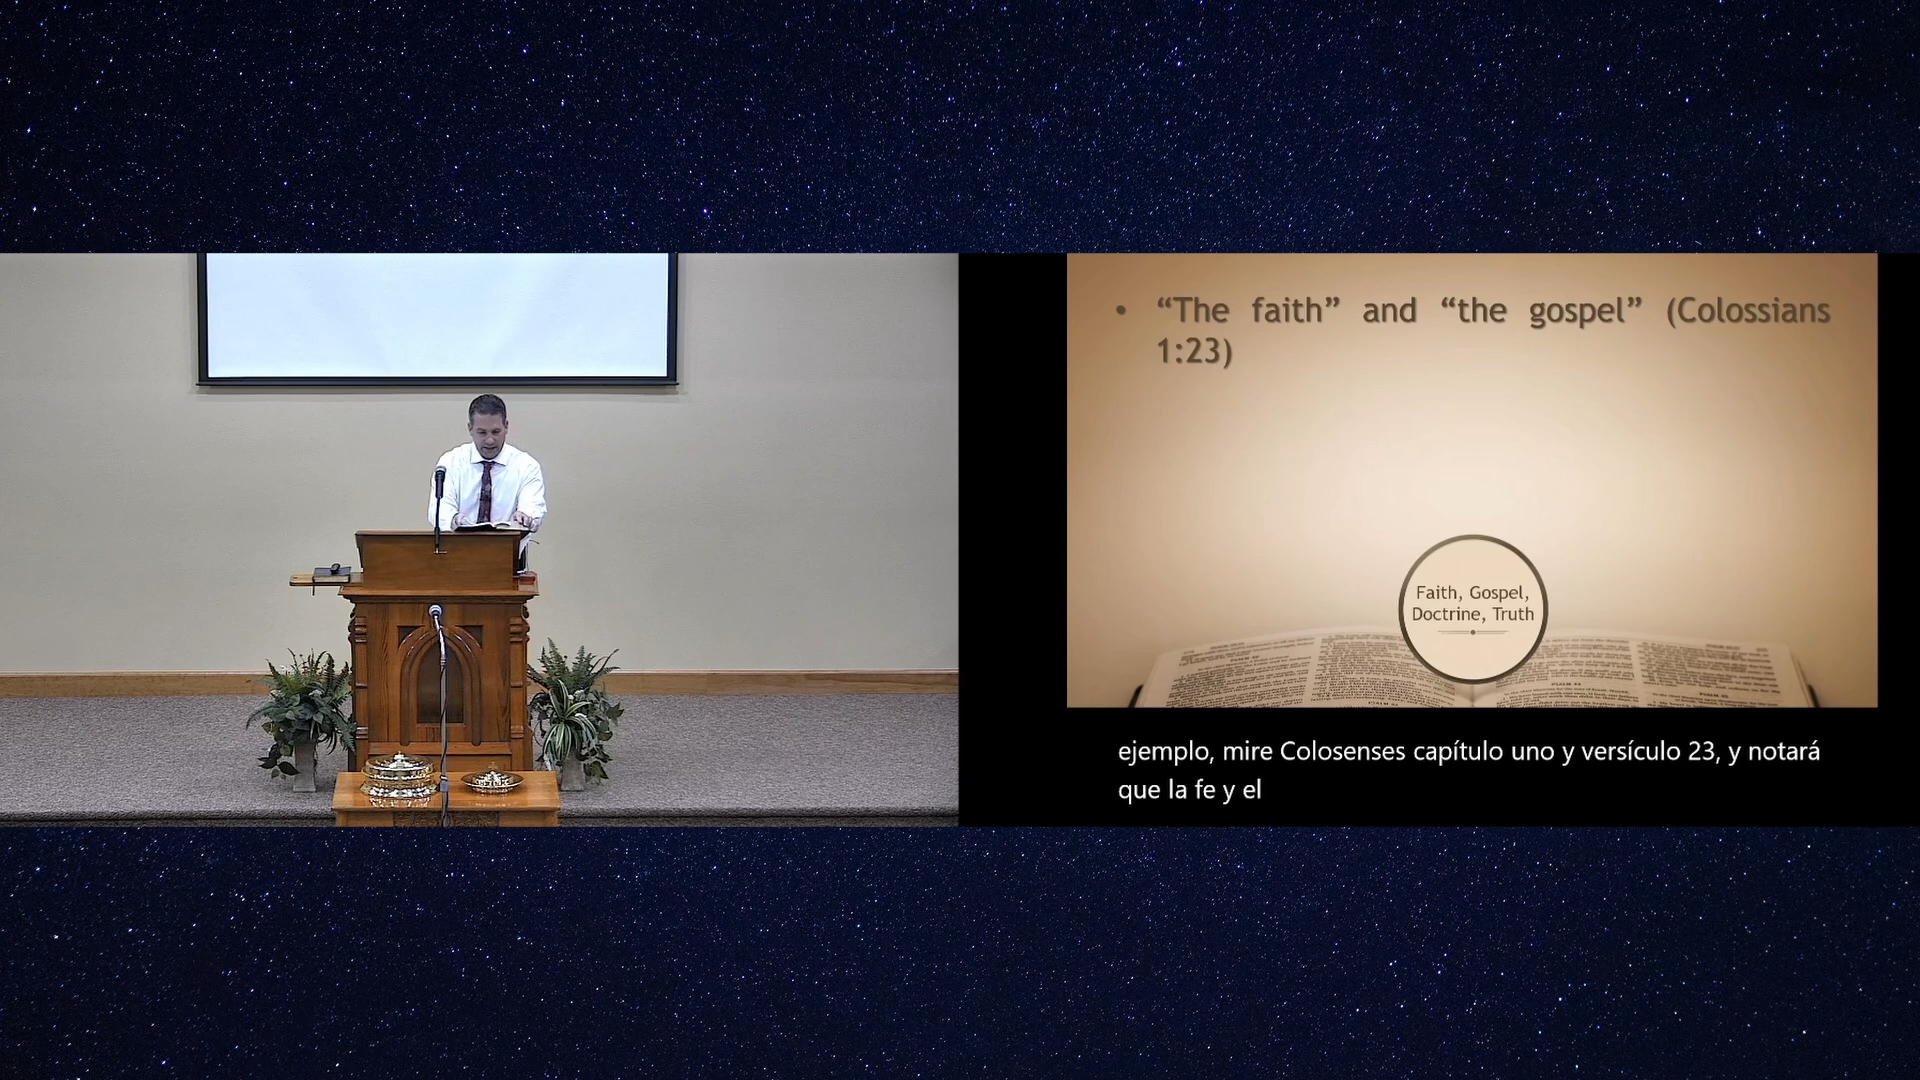 • “The faith” and “the gospel” (Colossians
1:23)
Faith, Gospel,
Doctrine, Truth
ejemplo, mire Colosenses capítulo uno y versículo 23, y notará
que la fe y el